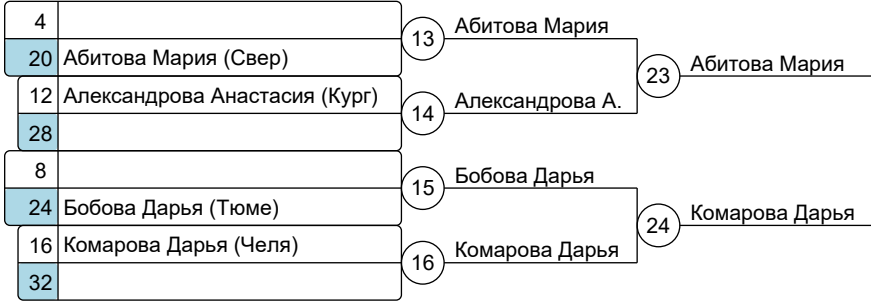 4
20 Абитова Мария (Свер)
12 Александрова Анастасия (Кург)
28
8
24 Бобова Дарья (Тюме)
16 Комарова Дарья (Челя)
32
13 Абитова Мария
14 Александрова А.
15 Бобова Дарья
16 Комарова Дарья
23 Абитова Мария
24 Комарова Дарья